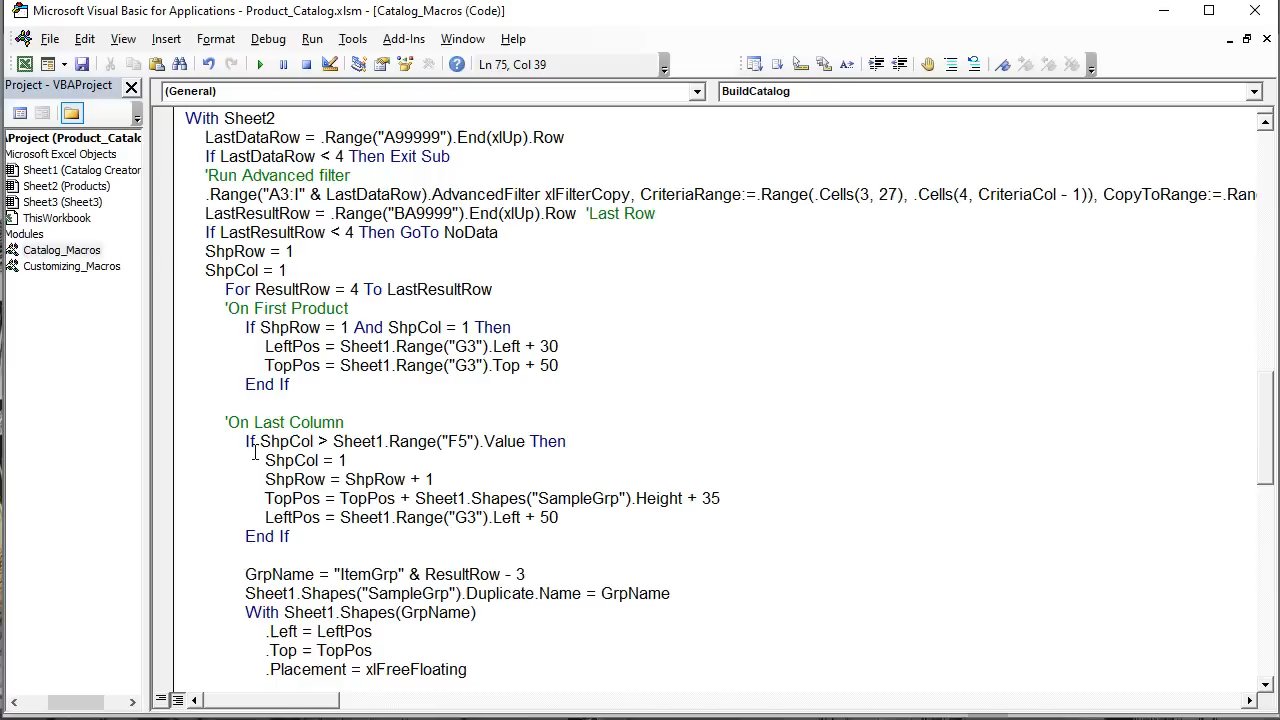 Microsoft Visual Basic for Applications - Product_Catalog.xlsm - [Catalog_Macros (Code)]
File Edit View Insert Format Debug Run Tools Add-Ins Window Help
Ln 75, Col 39
Project - VBAProject
(General)
BuildCatalog
AProject (Product_Catalo
Microsoft Excel Objects
Sheet1 (Catalog Creator
Sheet2 (Products)
Sheet3 (Sheet3)
ThisWorkbook
Modules
Catalog_Macros
Customizing_Macros
With Sheet2
LastDataRow = .Range("A99999").End(xlUp).Row
If LastDataRow < 4 Then Exit Sub
'Run Advanced filter
.Range("A3:I" & LastDataRow).AdvancedFilter xlFilterCopy, CriteriaRange:=.Range(.Cells(3, 27), .Cells(4, CriteriaCol - 1)), CopyToRange:=.Ran
LastResultRow = .Range("BA9999").End(xlUp).Row 'Last Row
If LastResultRow < 4 Then GoTo NoData
ShpRow = 1
ShpCol = 1
For ResultRow = 4 To LastResultRow
'On First Product
If ShpRow = 1 And ShpCol = 1 Then
LeftPos = Sheet1.Range("G3").Left + 30
TopPos = Sheet1.Range("G3").Top + 50
End If
'On Last Column
If ShpCol > Sheet1.Range("F5").Value Then
ShpCol = 1
ShpRow = ShpRow + 1
TopPos = TopPos + Sheet1.Shapes("SampleGrp").Height + 35
LeftPos = Sheet1.Range("G3").Left + 50
End If
GrpName = "ItemGrp" & ResultRow - 3
Sheet1.Shapes("SampleGrp").Duplicate.Name = GrpName
With Sheet1.Shapes(GrpName)
.Left = LeftPos
.Top = TopPos
.Placement = xlFreeFloating